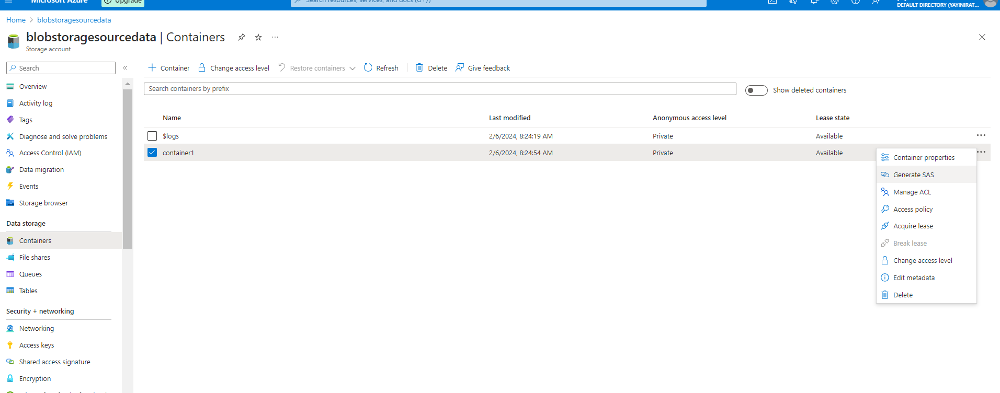 Microsoft Azure
Upgrade
Search resources, services, and docs (G+/)
DEFAULT DIRECTORY (YAYINIRAT...
Home > blobstoragesourcedata
blobstoragesourcedata | Containers
Storage account
Search
Container
Change access level
Restore containers
Refresh
Delete
Give feedback
Search containers by prefix
Show deleted containers
Overview
Activity log
Tags
Diagnose and solve problems
Access Control (IAM)
Data migration
Events
Storage browser
Data storage
Containers
File shares
Queues
Tables
Security + networking
Networking
Access keys
Shared access signature
Encryption
Name Last modified Anonymous access level Lease state
$logs 2/6/2024, 8:24:19 AM Private Available
container1 2/6/2024, 8:24:54 AM Private Available
Container properties
Generate SAS
Manage ACL
Access policy
Acquire lease
Break lease
Change access level
Edit metadata
Delete